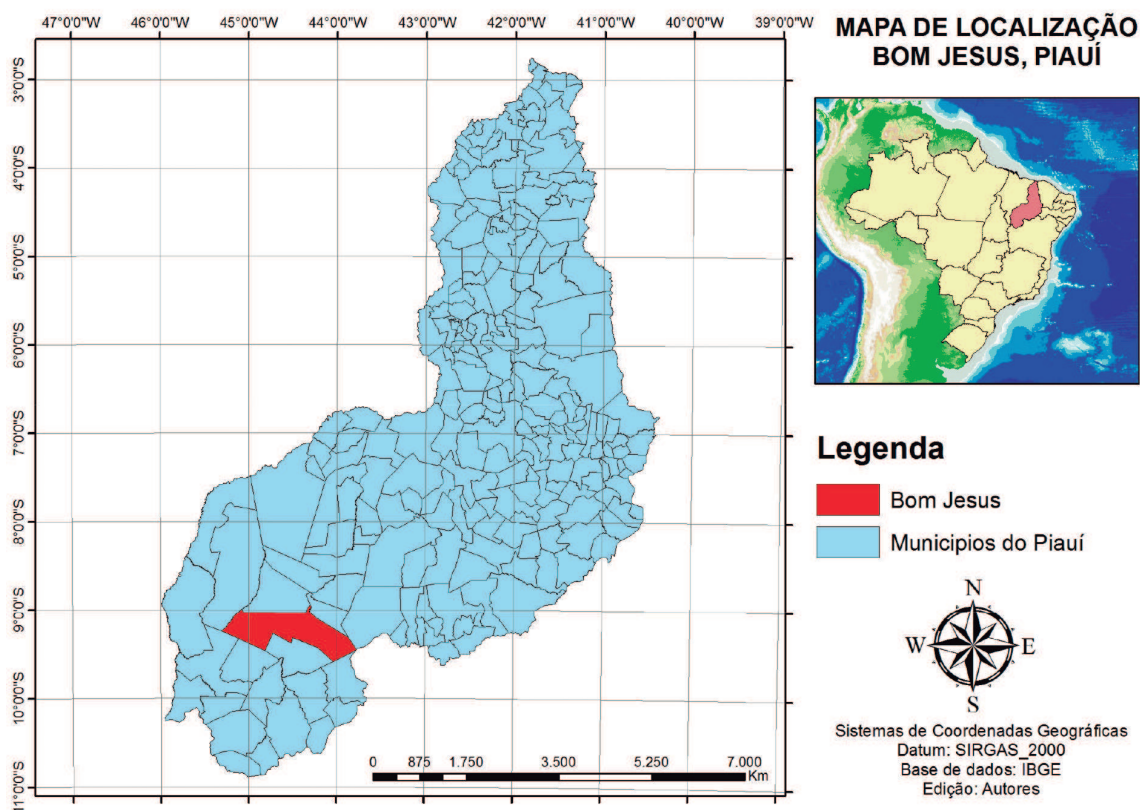 47°0'0"W 46°0'0"W 45°0'0"W 44°0'0"W 43°0'0"W 42°0'0"W 41°0'0"W 40°0'0"W 39°0'0"W
3°0'0"S
4°0'0"S
5°0'0"S
6°0'0"S
7°0'0"S
8°0'0"S
9°0'0"S
10°0'0"S
11°0'0"S
0 875 1.750 3.500 5.250 7.000
Km
MAPA DE LOCALIZAÇÃO
BOM JESUS, PIAUÍ
Legenda
Bom Jesus
Municipios do Piauí
N
W E
S
Sistemas de Coordenadas Geográficas
Datum: SIRGAS_2000
Base de dados: IBGE
Edição: Autores